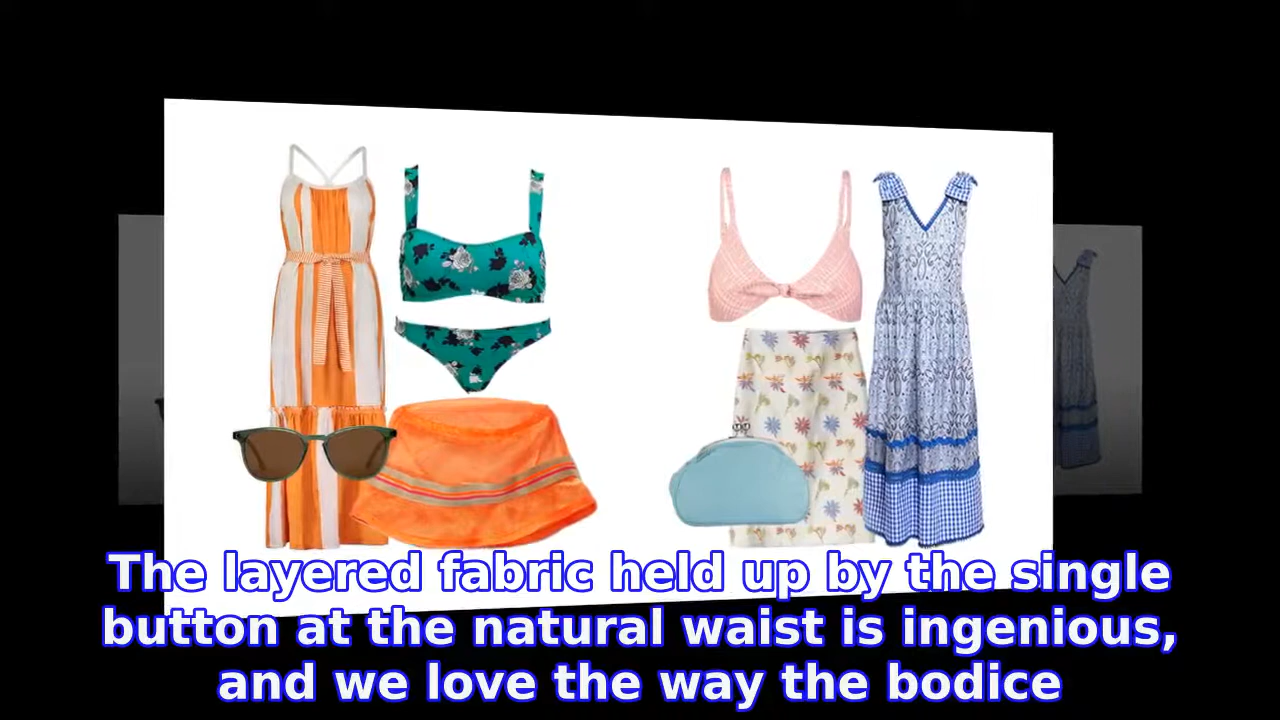 The layered fabric held up by the single
button at the natural waist is ingenious,
and we love the way the bodice